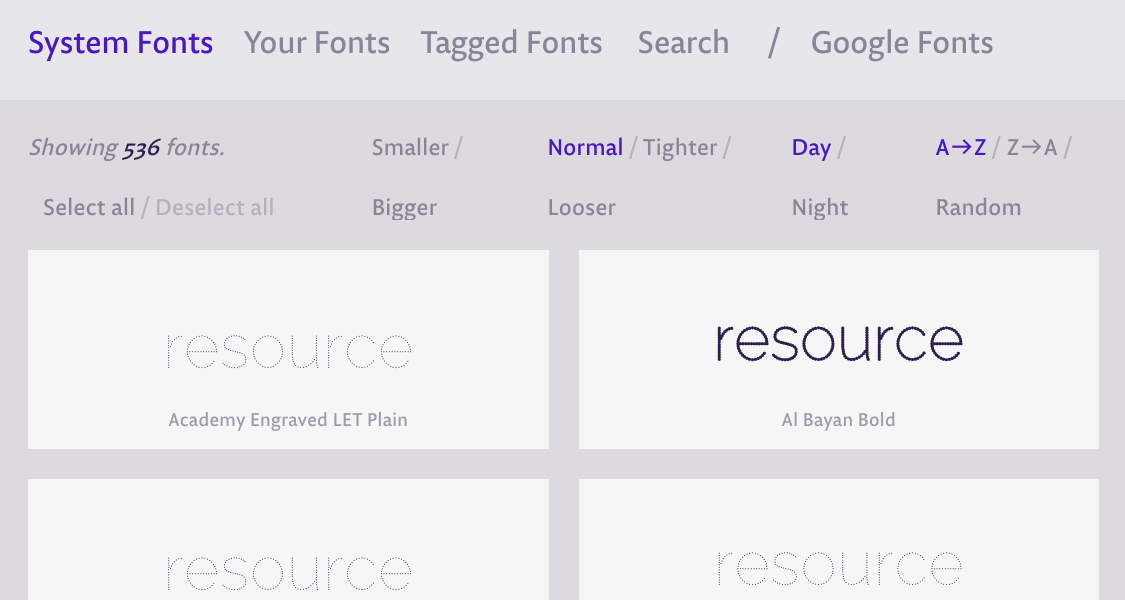 System Fonts Your Fonts Tagged Fonts Search / Google Fonts
Showing 536 fonts. Smaller / Normal / Tighter / Day / A→Z / Z→A /
Select all / Deselect all Bigger Looser Night Random
resource resource
Academy Engraved LET Plain Al Bayan Bold
resource resource